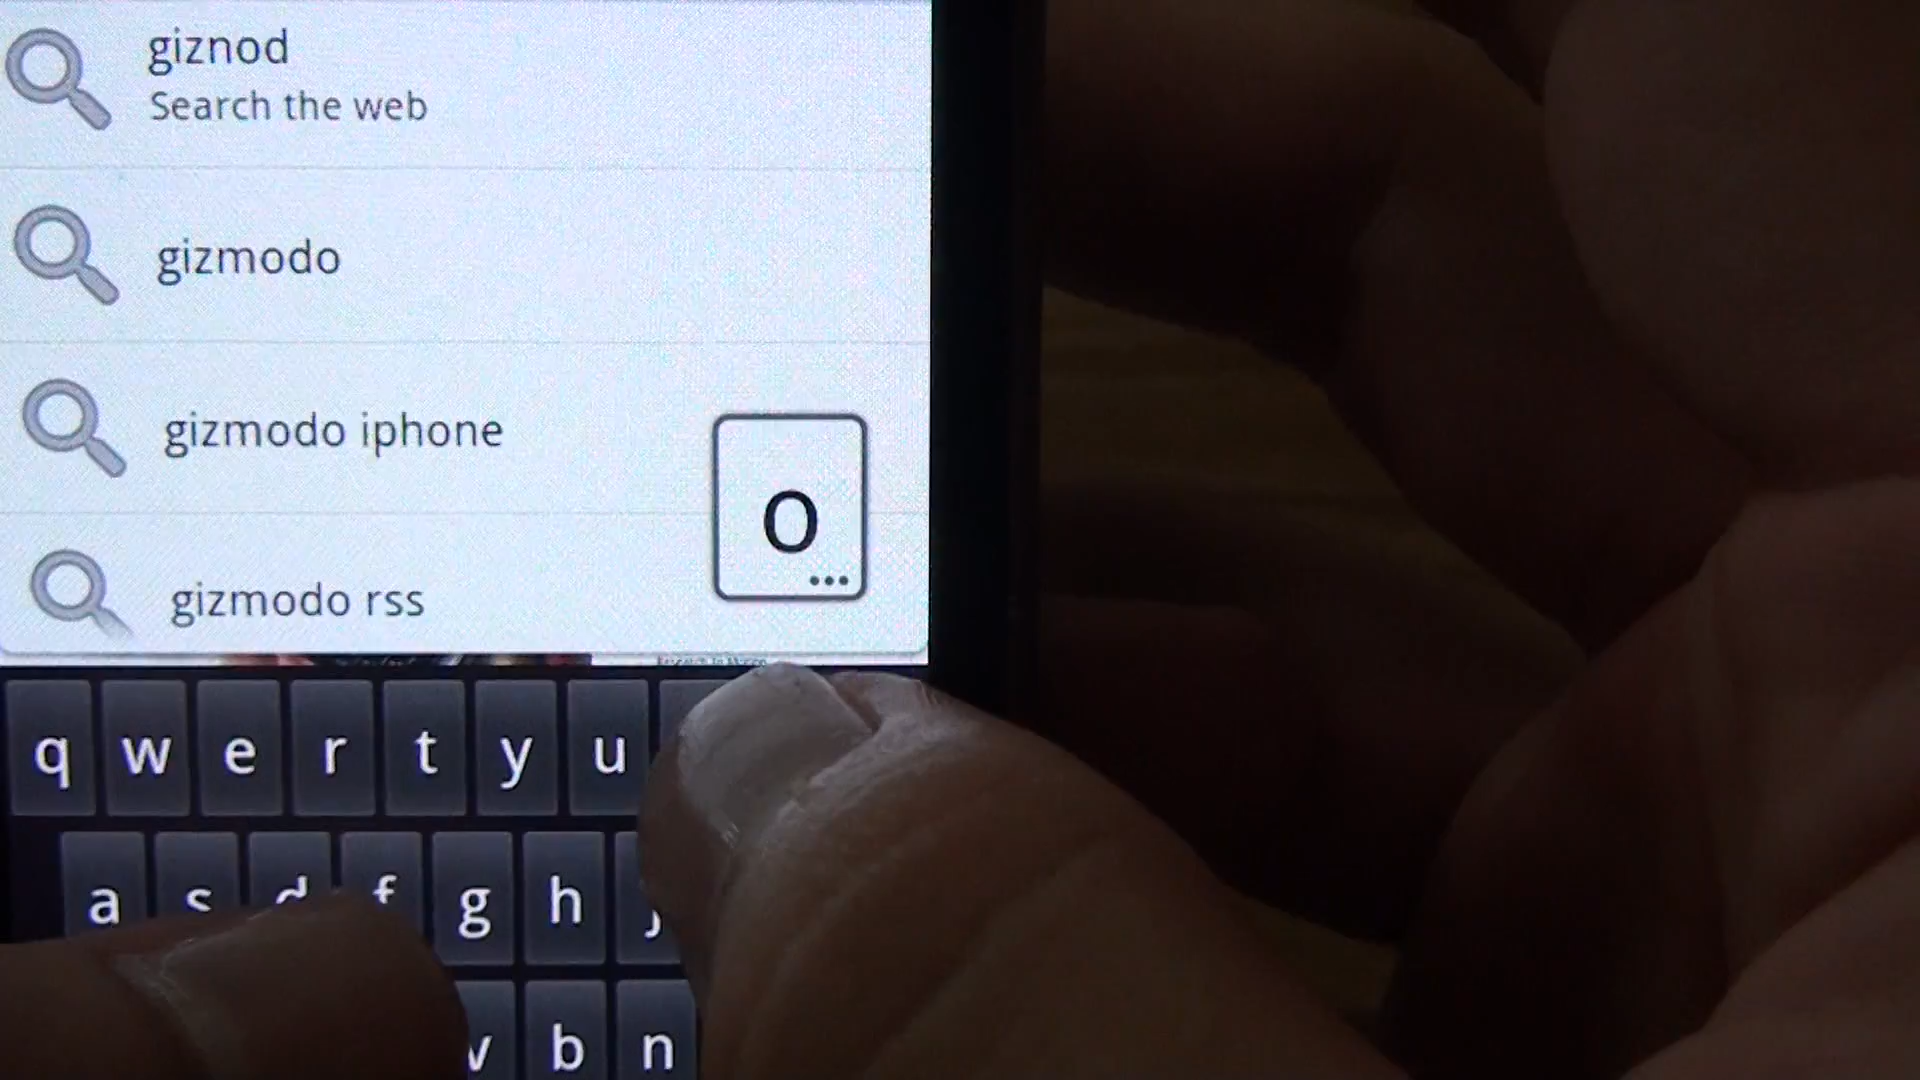 giznod
Search the web
gizmodo
gizmodo iphone
o
gizmodo rss
q w e r t y u
a s d f g h j
v b n